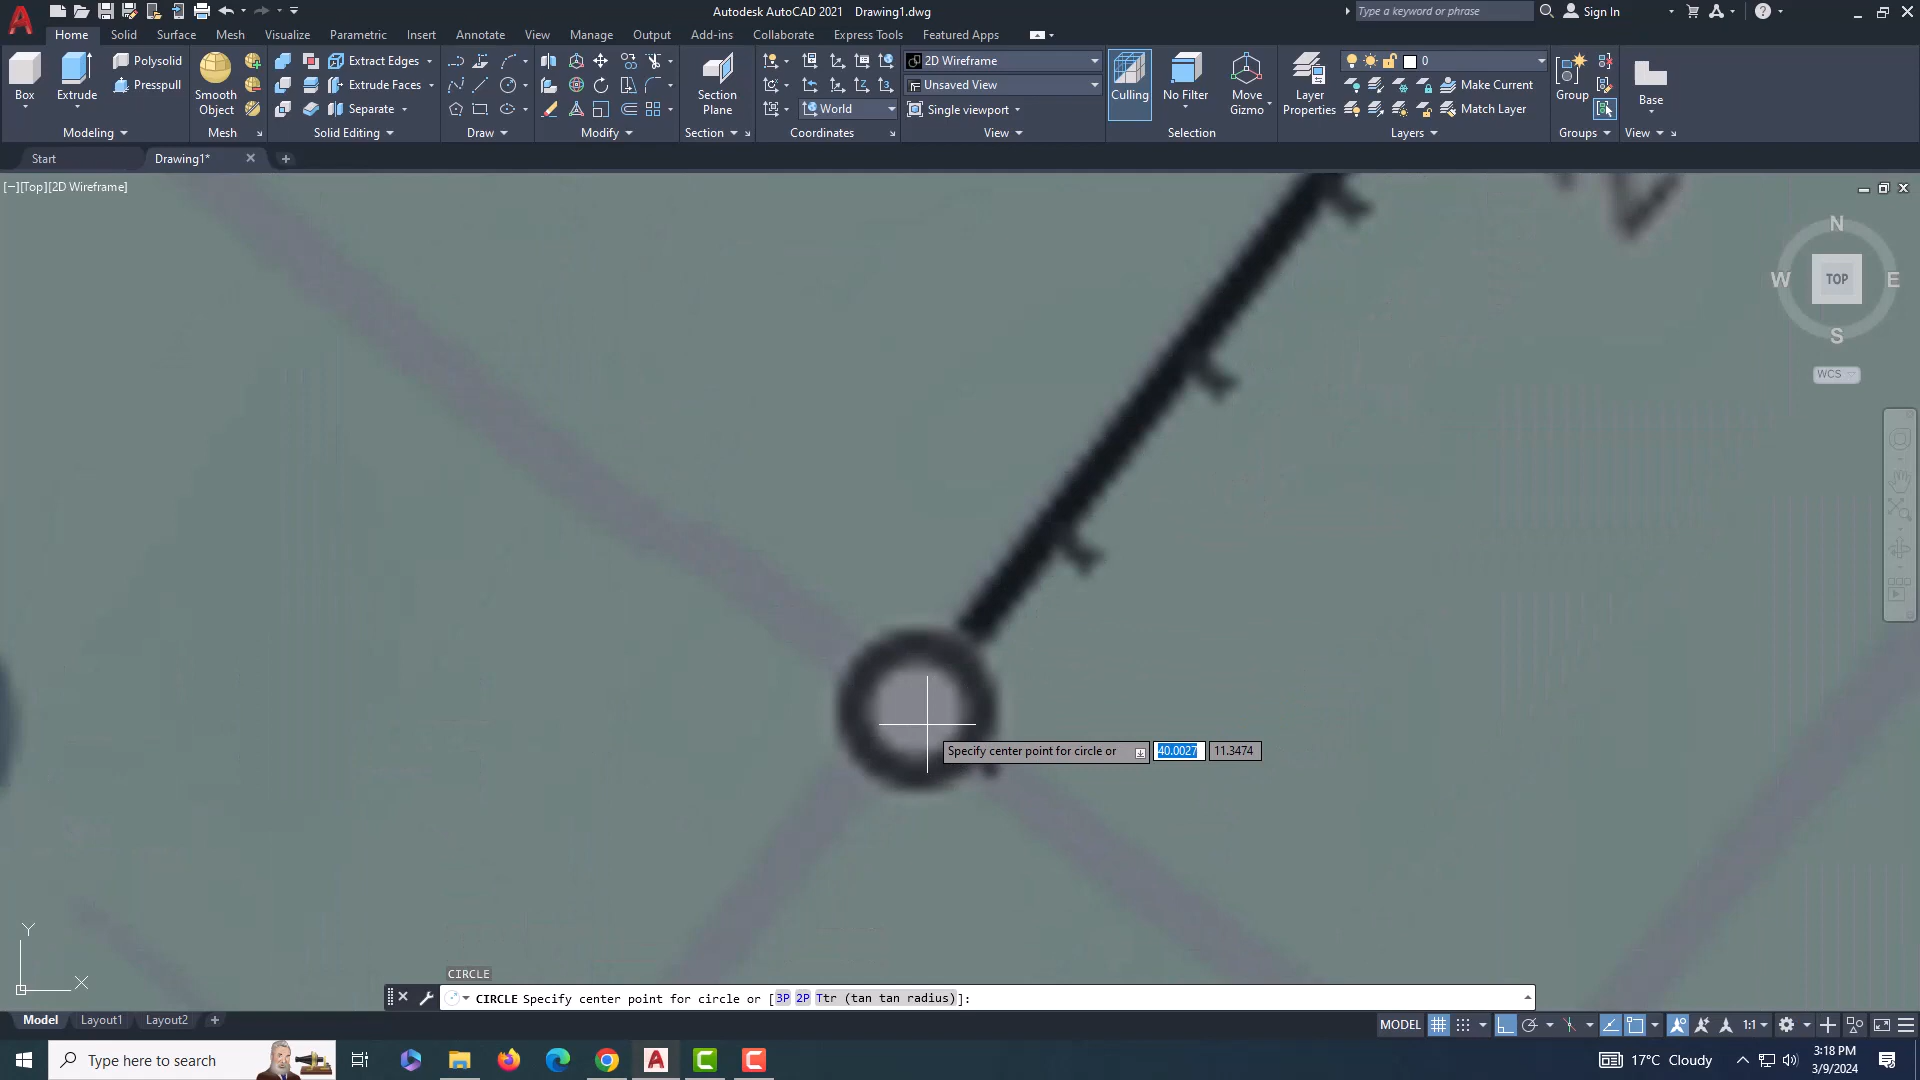 Autodesk AutoCAD 2021 Drawing1.dwg
Type a keyword or phrase
Sign In
Home Solid Surface Mesh Visualize Parametric Insert Annotate View Manage Output Add-ins Collaborate Express Tools Featured Apps
Polysolid Extract Edges 2D Wireframe 0
Presspull Extrude Faces Unsaved View Make Current
Box Extrude Smooth Object Separate Section Plane World Single viewport Culling No Filter Move Gizmo Layer Properties Match Layer Group Base
Modeling Mesh Solid Editing Draw Modify Section Coordinates View Selection Layers Groups View
Start Drawing1*
[−][Top][2D Wireframe]
N
W TOP E
S
WCS
Specify center point for circle or 40.0027 11.3474
Y
X
CIRCLE
CIRCLE Specify center point for circle or [3P 2P Ttr (tan tan radius)]:
Model Layout1 Layout2
MODEL 1:1
Type here to search
17°C Cloudy
3:18 PM
3/9/2024